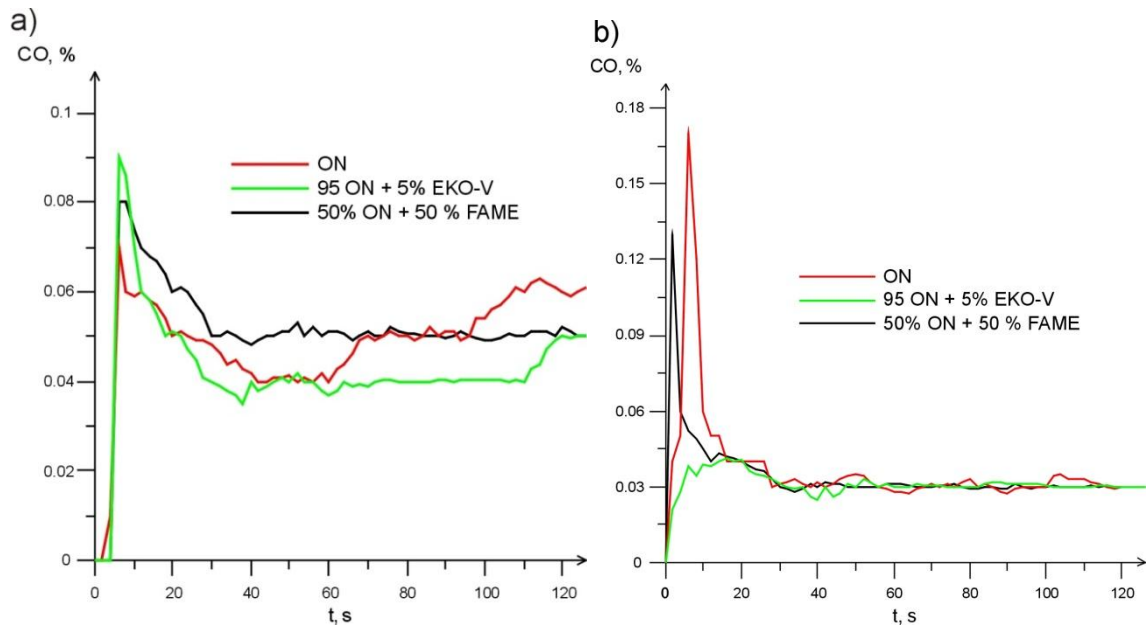 a)
CO, %
0.1
0.08
0.06
0.04
0.02
0
0 20 40 60 80 100 120
t, s
ON
95 ON + 5% EKO-V
50% ON + 50 % FAME
b)
CO, %
0.18
0.15
0.12
0.09
0.06
0.03
0
0 20 40 60 80 100 120
t, s
ON
95 ON + 5% EKO-V
50% ON + 50 % FAME